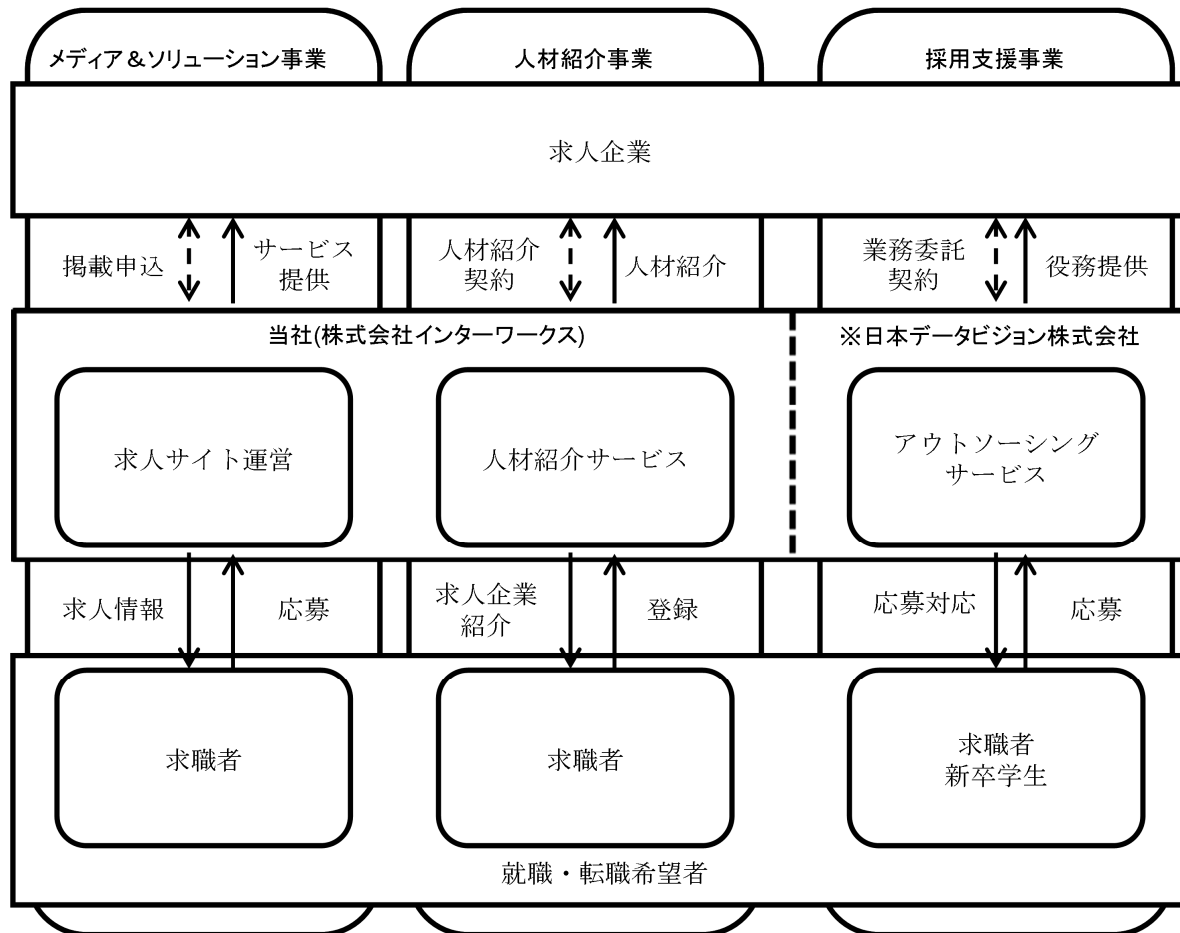 メディア&ソリューション事業
人材紹介事業
採用支援事業
求人企業
掲載申込
サービス
提供
人材紹介
契約
人材紹介
業務委託
契約
役務提供
当社(株式会社インターワークス)
※日本データビジョン株式会社
求人サイト運営
人材紹介サービス
アウトソーシング
サービス
求人情報
応募
求人企業
紹介
登録
応募対応
応募
求職者
求職者
求職者
新卒学生
就職・転職希望者